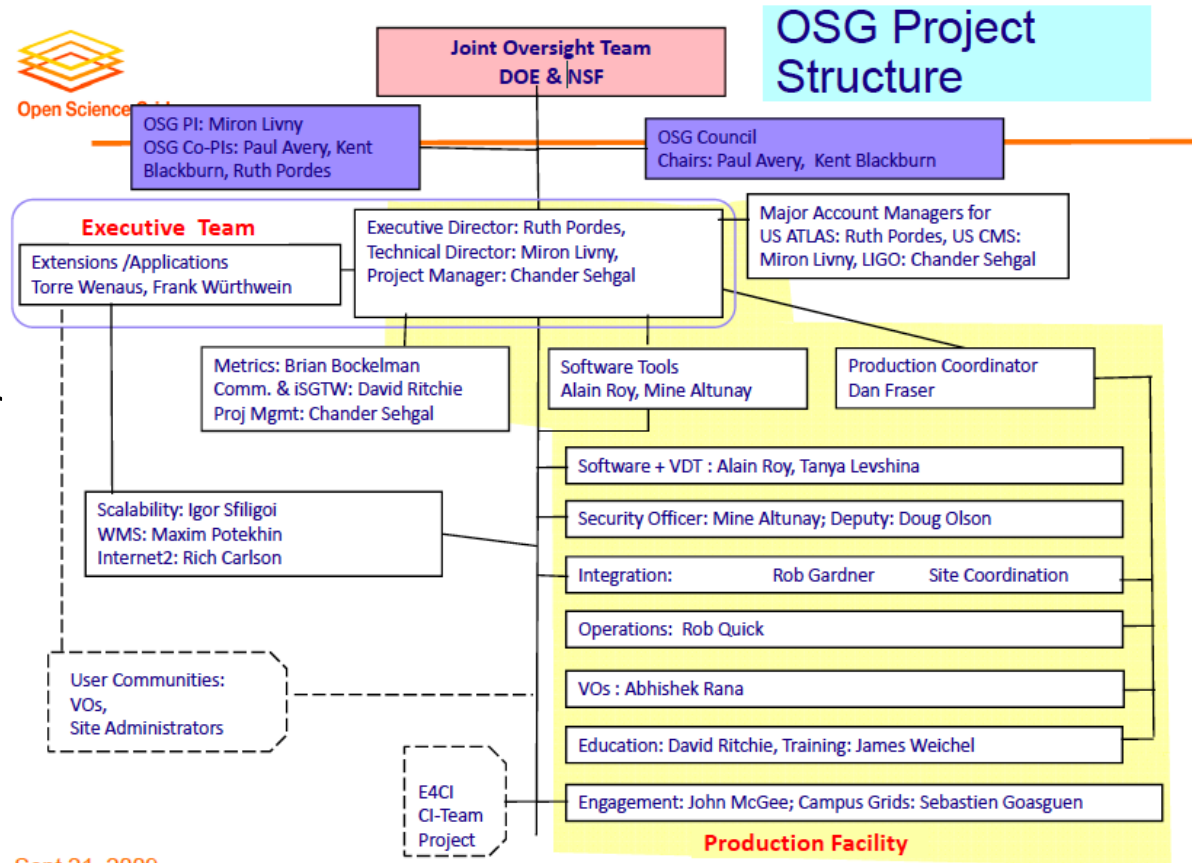 OSG Project
Structure
Joint Oversight Team
DOE & NSF
Open Science
OSG PI: Miron Livny
OSG Co-PIs: Paul Avery, Kent
Blackburn, Ruth Pordes
OSG Council
Chairs: Paul Avery, Kent Blackburn
Executive Team
Extensions /Applications
Torre Wenaus, Frank Würthwein
Executive Director: Ruth Pordes,
Technical Director: Miron Livny,
Project Manager: Chander Sehgal
Major Account Managers for
US ATLAS: Ruth Pordes, US CMS:
Miron Livny, LIGO: Chander Sehgal
Metrics: Brian Bockelman
Comm. & iSGTW: David Ritchie
Proj Mgmt: Chander Sehgal
Software Tools
Alain Roy, Mine Altunay
Production Coordinator
Dan Fraser
Software + VDT : Alain Roy, Tanya Levshina
Scalability: Igor Sfiligoi
WMS: Maxim Potekhin
Internet2: Rich Carlson
Security Officer: Mine Altunay; Deputy: Doug Olson
Integration: Rob Gardner Site Coordination
Operations: Rob Quick
User Communities:
VOs,
Site Administrators
VOs : Abhishek Rana
Education: David Ritchie, Training: James Weichel
E4CI
CI-Team
Project
Engagement: John McGee; Campus Grids: Sebastien Goasguen
Production Facility